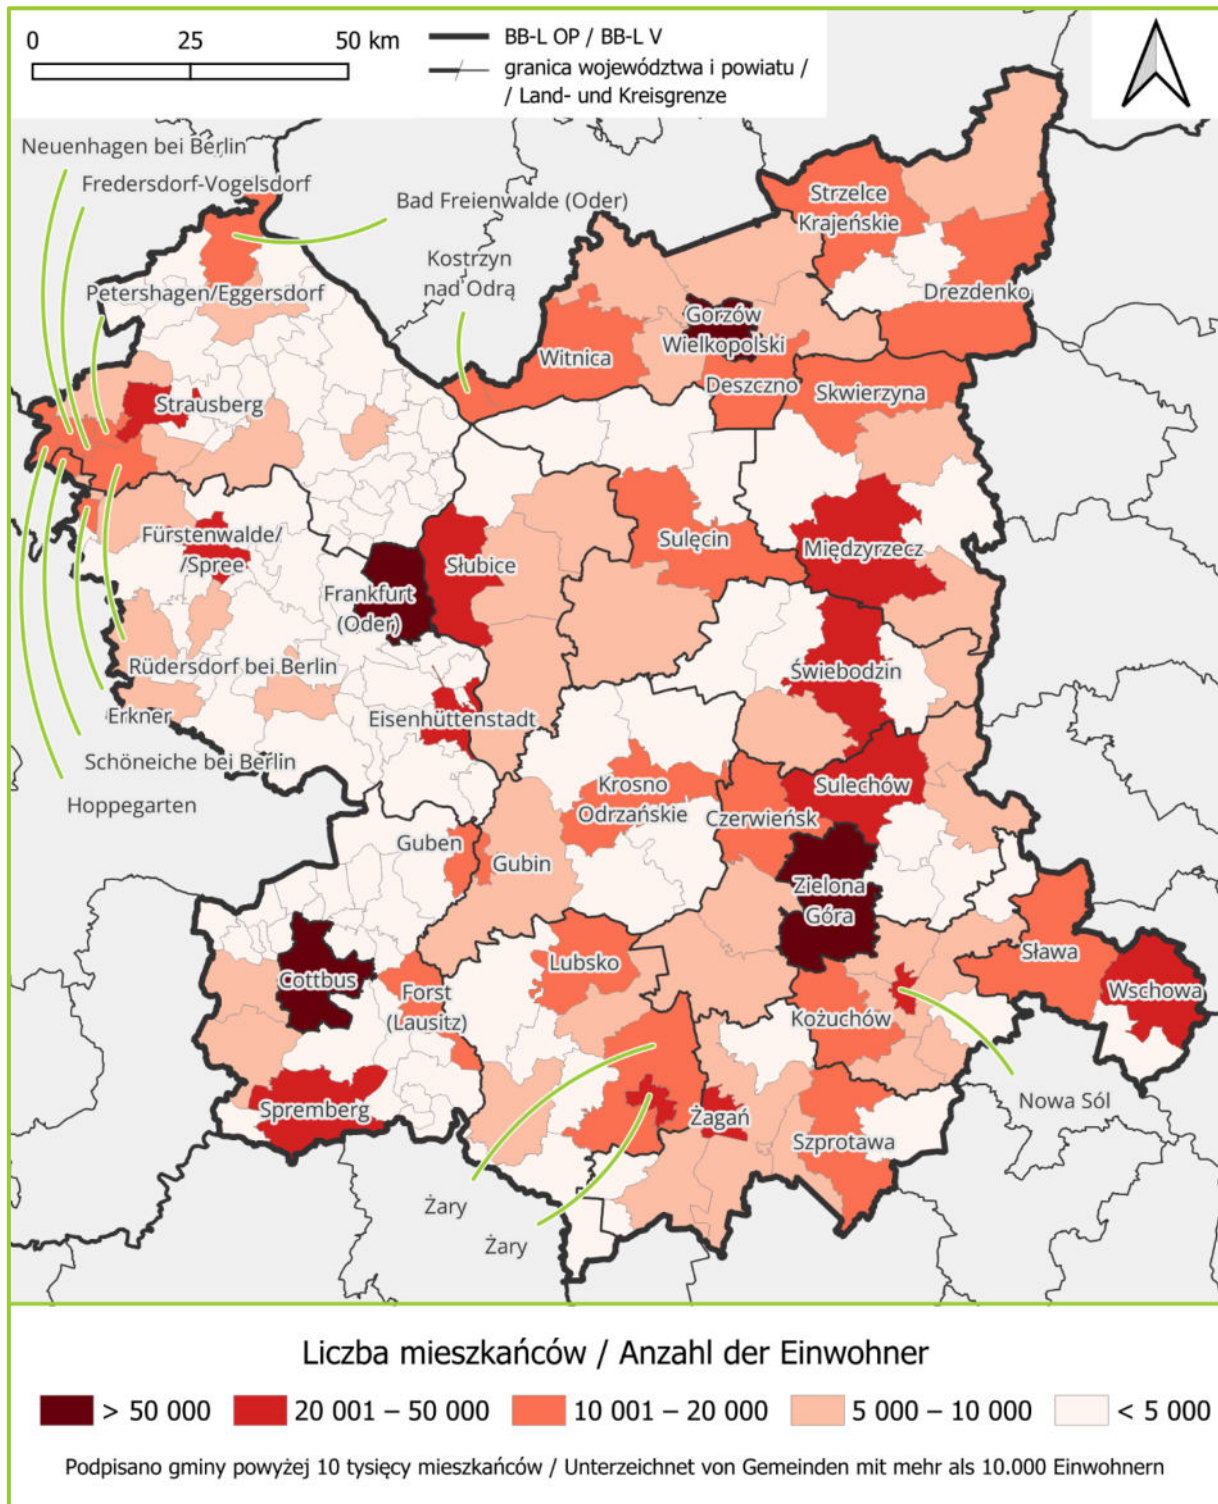 0 25 50 km
BB-L OP / BB-L V
granica województwa i powiatu /
/ Land- und Kreisgrenze
Neuenhagen bei Berlin
Fredersdorf-Vogelsdorf
Bad Freienwalde (Oder)
Strzelce
Krajeńskie
Kostrzyn
nad Odrą
Petershagen/Eggersdorf
Drezdenko
Gorzów
Wielkopolski
Witnica
Deszczno
Skwierzyna
Strausberg
Fürstenwalde/
/Spree
Słubice
Sulęcin
Międzyrzecz
Frankfurt
(Oder)
Rüdersdorf bei Berlin
Świebodzin
Erkner
Eisenhüttenstadt
Schöneiche bei Berlin
Hoppegarten
Krosno
Odrzańskie
Sulechów
Czerwieńsk
Guben
Gubin
Zielona
Góra
Cottbus
Lubsko
Sława
Wschowa
Forst
(Lausitz)
Kożuchów
Spremberg
Żagań
Nowa Sól
Szprotawa
Żary
Żary
Liczba mieszkańców / Anzahl der Einwohner
> 50 000 20 001 – 50 000 10 001 – 20 000 5 000 – 10 000 < 5 000
Podpisano gminy powyżej 10 tysięcy mieszkańców / Unterzeichnet von Gemeinden mit mehr als 10.000 Einwohnern